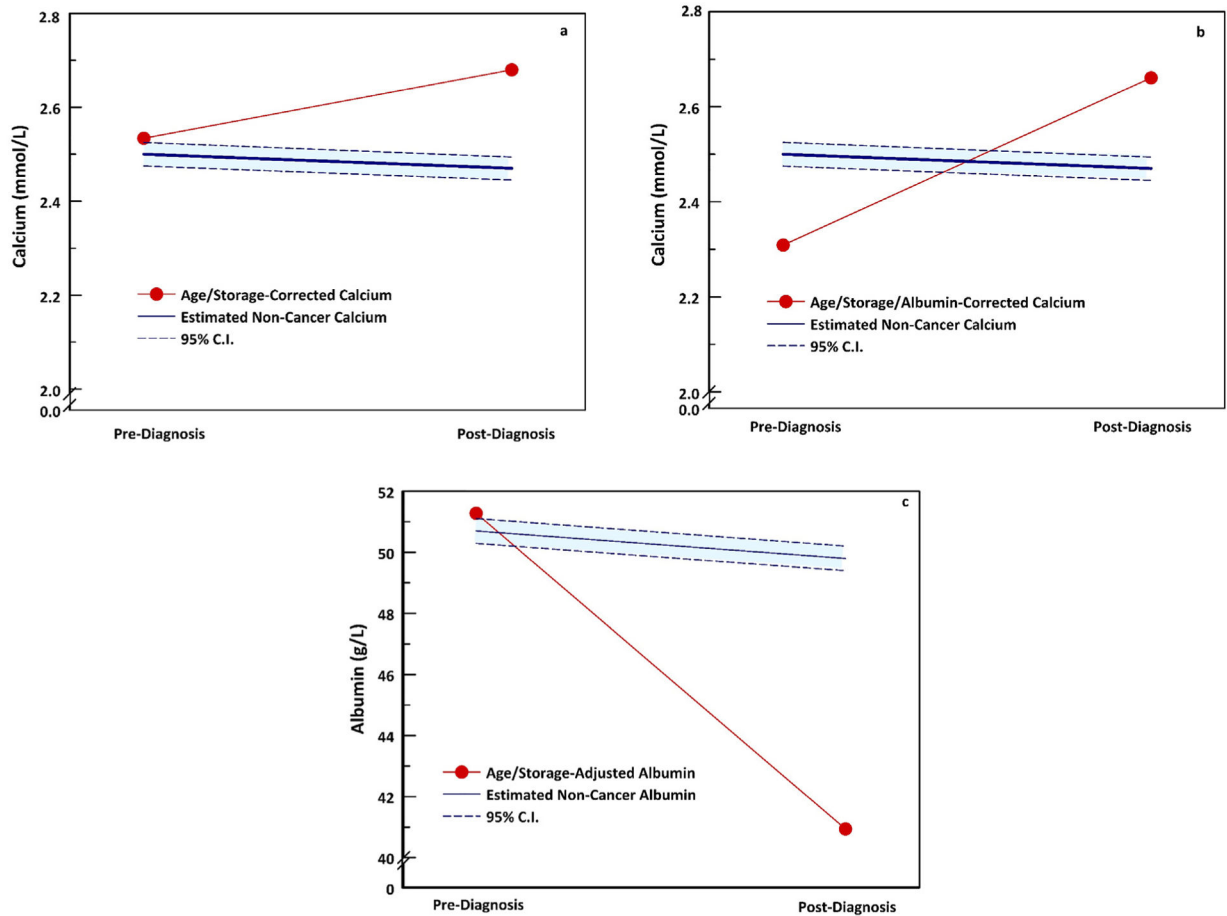 a
2.8
2.6
2.4
2.2
2.0
0.0
Calcium (mmol/L)
Age/Storage-Corrected Calcium
Estimated Non-Cancer Calcium
95% C.I.
Pre-Diagnosis
Post-Diagnosis
b
2.8
2.6
2.4
2.2
2.0
0.0
Calcium (mmol/L)
Age/Storage/Albumin-Corrected Calcium
Estimated Non-Cancer Calcium
95% C.I.
Pre-Diagnosis
Post-Diagnosis
c
52
50
48
46
44
42
40
0
Albumin (g/L)
Age/Storage-Adjusted Albumin
Estimated Non-Cancer Albumin
95% C.I.
Pre-Diagnosis
Post-Diagnosis